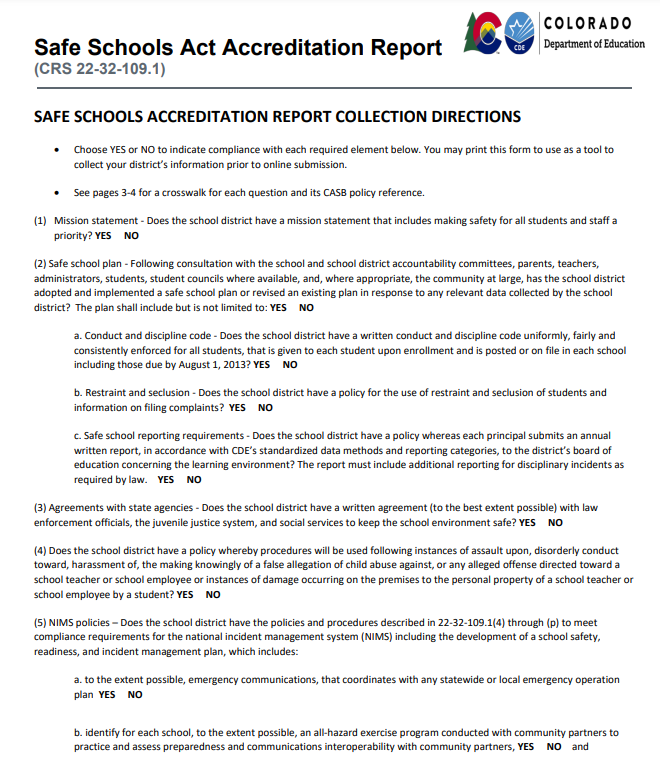 Safe Schools Act Accreditation Report
(CRS 22-32-109.1)
CDE
COLORADO
Department of Education
SAFE SCHOOLS ACCREDITATION REPORT COLLECTION DIRECTIONS
• Choose YES or NO to indicate compliance with each required element below. You may print this form to use as a tool to
collect your district's information prior to online submission.
• See pages 3-4 for a crosswalk for each question and its CASB policy reference.
(1) Mission statement - Does the school district have a mission statement that includes making safety for all students and staff a
priority? YES NO
(2) Safe school plan - Following consultation with the school and school district accountability committees, parents, teachers,
administrators, students, student councils where available, and, where appropriate, the community at large, has the school district
adopted and implemented a safe school plan or revised an existing plan in response to any relevant data collected by the school
district? The plan shall include but is not limited to: YES NO
a. Conduct and discipline code - Does the school district have a written conduct and discipline code uniformly, fairly and
consistently enforced for all students, that is given to each student upon enrollment and is posted or on file in each school
including those due by August 1, 2013? YES NO
b. Restraint and seclusion - Does the school district have a policy for the use of restraint and seclusion of students and
information on filing complaints? YES NO
c. Safe school reporting requirements - Does the school district have a policy whereas each principal submits an annual
written report, in accordance with CDE's standardized data methods and reporting categories, to the district's board of
education concerning the learning environment? The report must include additional reporting for disciplinary incidents as
required by law. YES NO
(3) Agreements with state agencies - Does the school district have a written agreement (to the best extent possible) with law
enforcement officials, the juvenile justice system, and social services to keep the school environment safe? YES NO
(4) Does the school district have a policy whereby procedures will be used following instances of assault upon, disorderly conduct
toward, harassment of, the making knowingly of a false allegation of child abuse against, or any alleged offense directed toward a
school teacher or school employee or instances of damage occurring on the premises to the personal property of a school teacher or
school employee by a student? YES NO
(5) NIMS policies – Does the school district have the policies and procedures described in 22-32-109.1(4) through (p) to meet
compliance requirements for the national incident management system (NIMS) including the development of a school safety,
readiness, and incident management plan, which includes:
a. to the extent possible, emergency communications, that coordinates with any statewide or local emergency operation
plan YES NO
b. identify for each school, to the extent possible, an all-hazard exercise program conducted with community partners to
practice and assess preparedness and communications interoperability with community partners, YES NO and